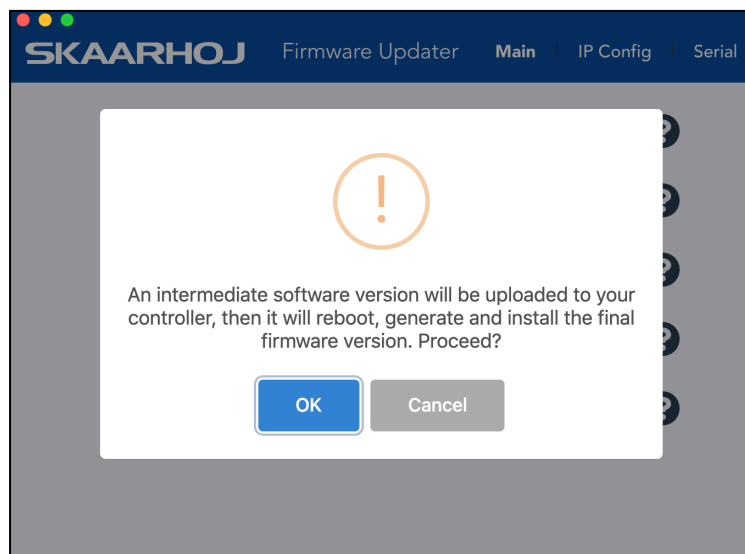 SKAARHOJ Firmware Updater Main IP Config Serial
!
An intermediate software version will be uploaded to your
controller, then it will reboot, generate and install the final
firmware version. Proceed?
OK Cancel